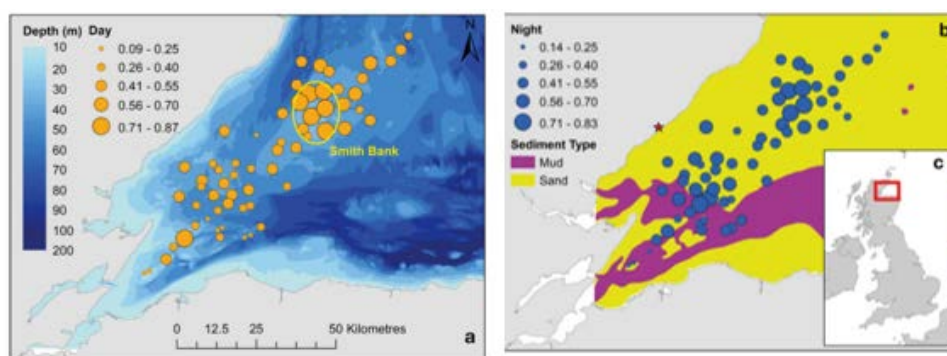 Depth (m)
10
20
30
40
50
60
70
80
90
100
200
Day
0.09 - 0.25
0.26 - 0.40
0.41 - 0.55
0.56 - 0.70
0.71 - 0.87
N
Smith Bank
0 12.5 25 50 Kilometres
a
Night
0.14 - 0.25
0.26 - 0.40
0.41 - 0.55
0.56 - 0.70
0.71 - 0.83
Sediment Type
Mud
Sand
b
c